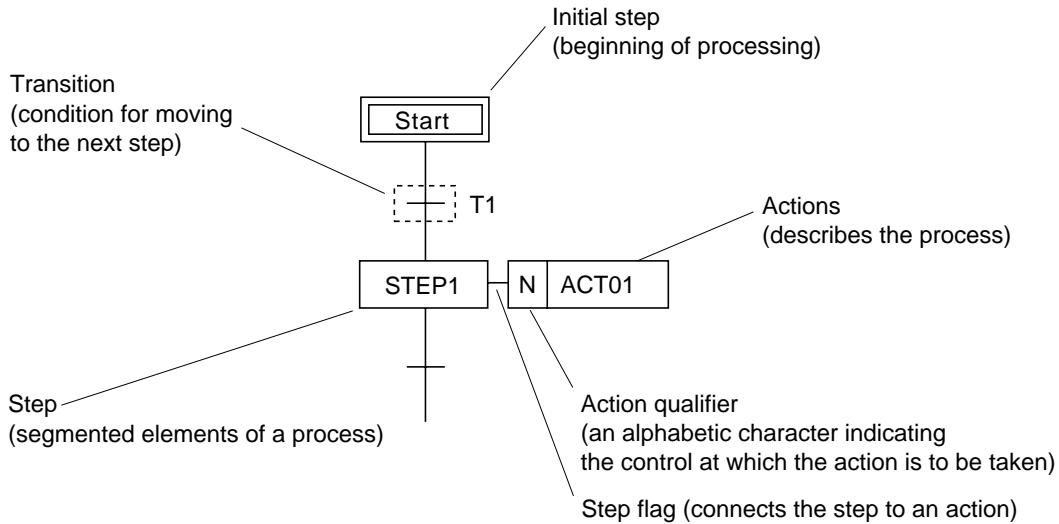 Initial step
(beginning of processing)
Transition
(condition for moving
to the next step)
Start
T1
Actions
(describes the process)
STEP1
N
ACT01
Step
(segmented elements of a process)
Action qualifier
(an alphabetic character indicating
the control at which the action is to be taken)
Step flag (connects the step to an action)